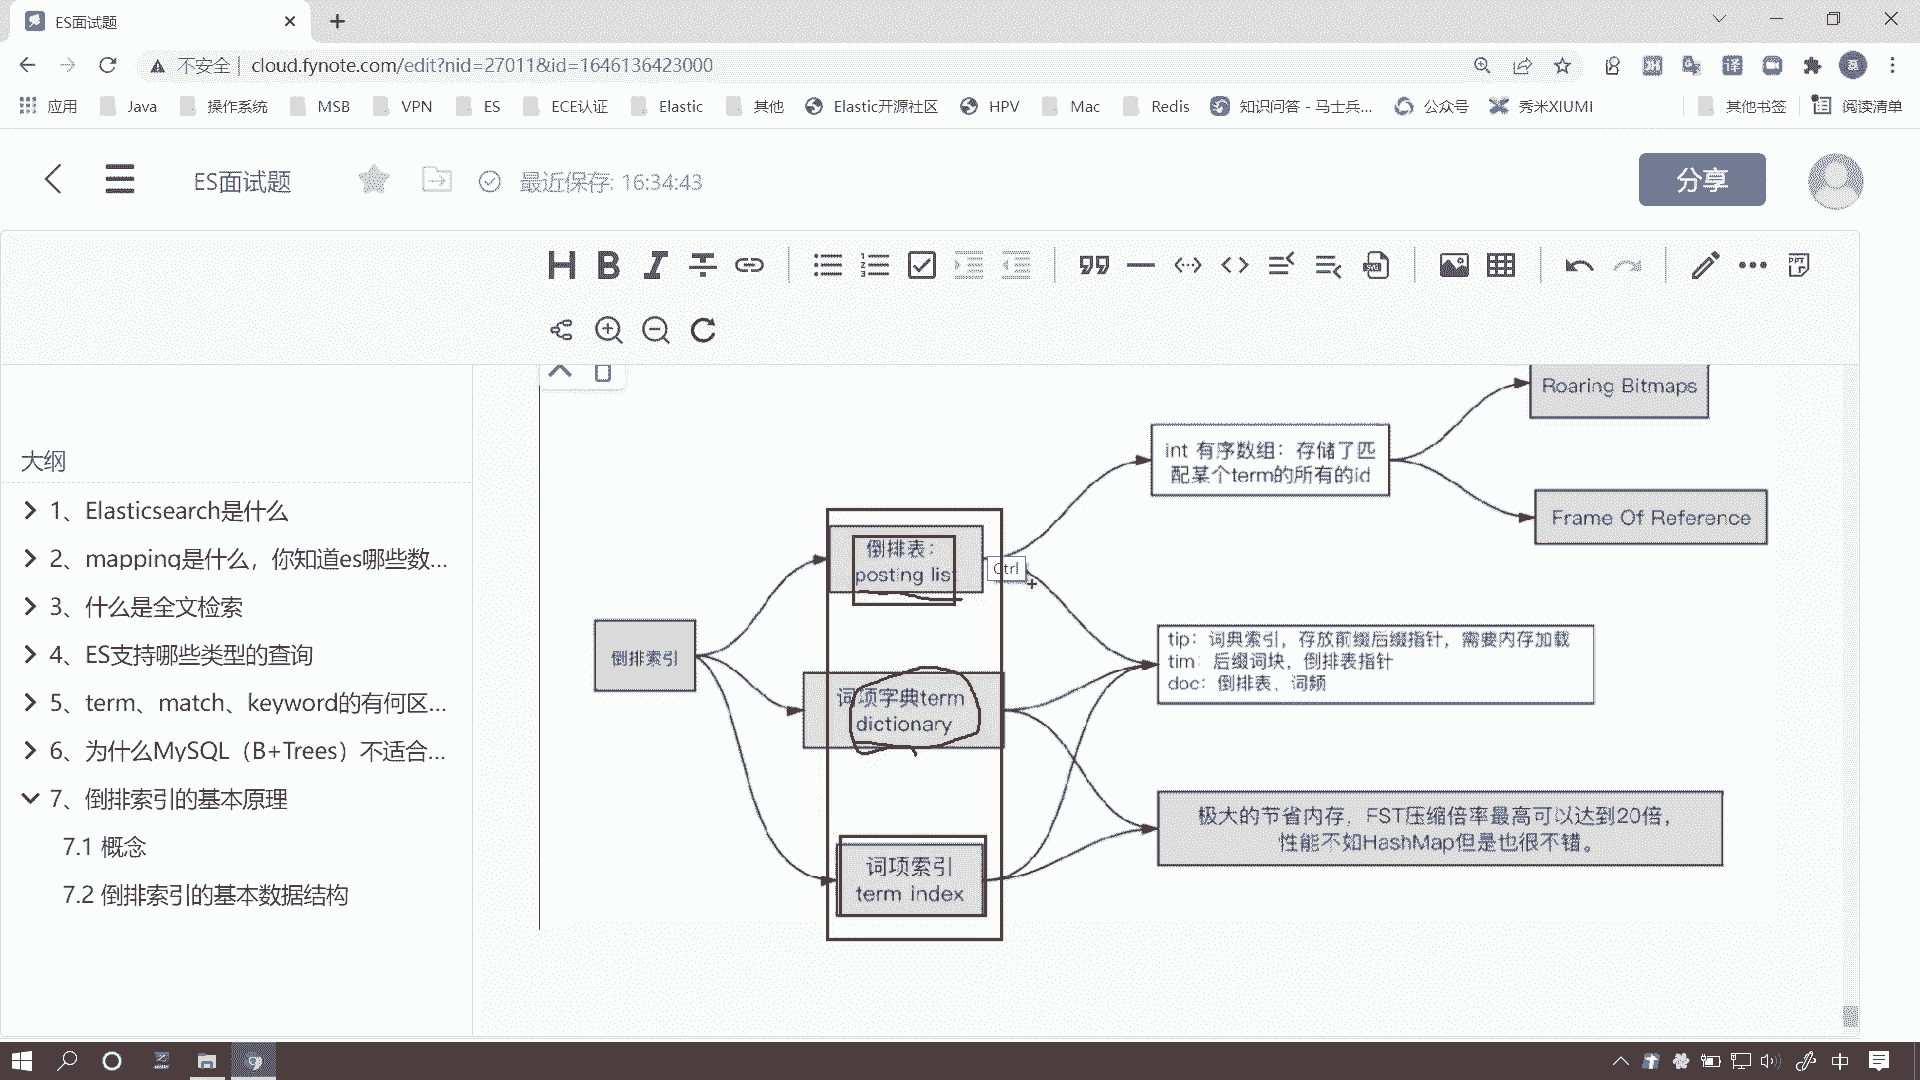 ES面试题
不安全 | cloud.fynote.com/edit?nid=27011&id=1646136423000
应用 Java 操作系统 MSB VPN ES ECE认证 Elastic 其他 Elastic开源社区 HPV Mac Redis 知识问答 - 马士兵... 公众号 秀米XIUMI 其他书签 阅读清单
ES面试题 最近保存: 16:34:43 分享
大纲
1、Elasticsearch是什么
2、mapping是什么，你知道es哪些数...
3、什么是全文检索
4、ES支持哪些类型的查询
5、term、match、keyword的有何区...
6、为什么MySQL（B+Trees）不适合...
7、倒排索引的基本原理
7.1 概念
7.2 倒排索引的基本数据结构
倒排索引
倒排表：
posting list
Ctrl
词项字典term
dictionary
词项索引
term index
int 有序数组：存储了匹
配某个term的所有的id
Roaring Bitmaps
Frame Of Reference
tip：词典索引，存放前缀后缀指针，需要内存加载
tim：后缀词块，倒排表指针
doc：倒排表、词频
极大的节省内存，FST压缩倍率最高可以达到20倍，
性能不如HashMap但是也很不错。
中